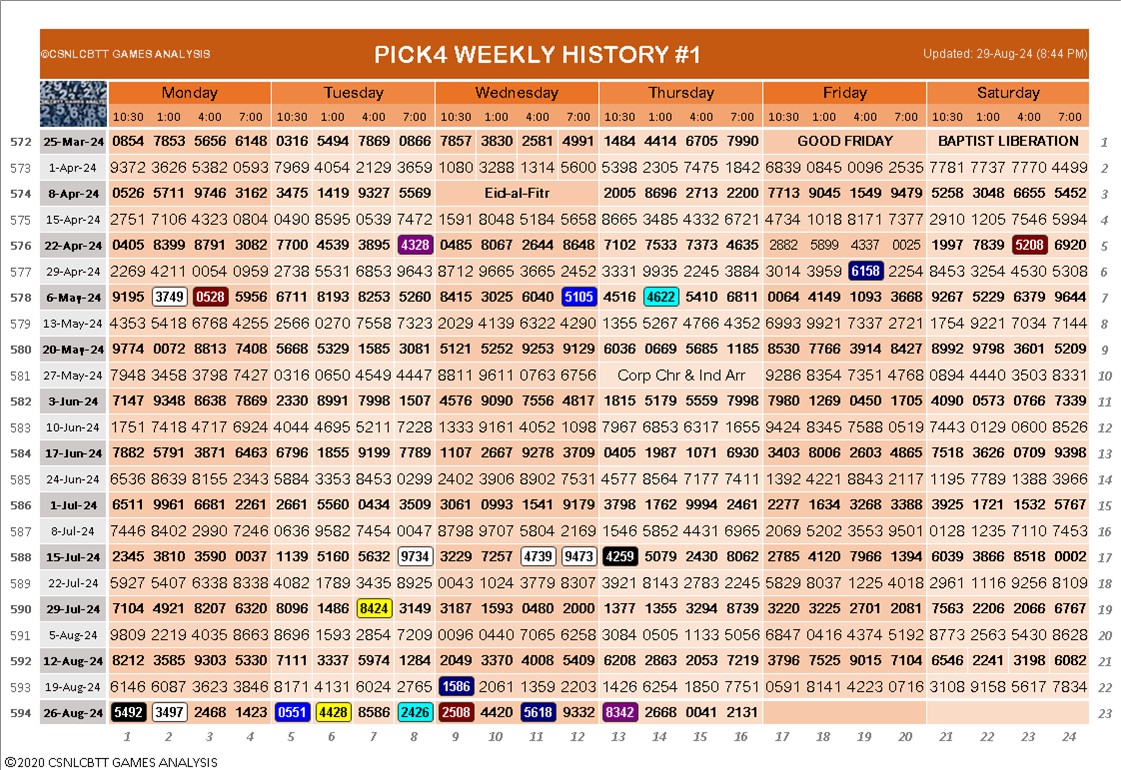 ©CSNLCBTT GAMES ANALYSIS PICK4 WEEKLY HISTORY #1 Updated: 29-Aug-24 (8:44 PM)
Monday Tuesday Wednesday Thursday Friday Saturday
10:30 1:00 4:00 7:00 10:30 1:00 4:00 7:00 10:30 1:00 4:00 7:00 10:30 1:00 4:00 7:00 10:30 1:00 4:00 7:00 10:30 1:00 4:00 7:00
572 25-Mar-24 0854 7853 5656 6148 0316 5494 7869 0866 7857 3830 2581 4991 1484 4414 6705 7990 GOOD FRIDAY BAPTIST LIBERATION 1
573 1-Apr-24 9372 3626 5382 0593 7969 4054 2129 3659 1080 3288 1314 5600 5398 2305 7475 1842 6839 0845 0096 2535 7781 7737 7770 4499 2
574 8-Apr-24 0526 5711 9746 3162 3475 1419 9327 5569 Eid-al-Fitr 2005 8696 2713 2200 7713 9045 1549 9479 5258 3048 6655 5452 3
575 15-Apr-24 2751 7106 4323 0804 0490 8595 0539 7472 1591 8048 5184 5658 8665 3485 4332 6721 4734 1018 8171 7377 2910 1205 7546 5994 4
576 22-Apr-24 0405 8399 8791 3082 7700 4539 3895 4328 0485 8067 2644 8648 7102 7533 7373 4635 2882 5899 4337 0025 1997 7839 5208 6920 5
577 29-Apr-24 2269 4211 0054 0959 2738 5531 6853 9643 8712 9665 3665 2452 3331 9935 2245 3884 3014 3959 6158 2254 8453 3254 4530 5308 6
578 6-May-24 9195 3749 0528 5956 6711 8193 8253 5260 8415 3025 6040 5105 4516 4622 5410 6811 0064 4149 1093 3668 9267 5229 6379 9644 7
579 13-May-24 4353 5418 6768 4255 2566 0270 7558 7323 2029 4139 6322 4290 1355 5267 4766 4352 6993 9921 7337 2721 1754 9221 7034 7144 8
580 20-May-24 9774 0072 8813 7408 5668 5329 1585 3081 5121 5252 9253 9129 6036 0669 5685 1185 8530 7766 3914 8427 8992 9798 3601 5209 9
581 27-May-24 7948 3458 3798 7427 0316 0650 4549 4447 8811 9611 0763 6756 Corp Chr & Ind Arr 9286 8354 7351 4768 0894 4440 3503 8331 10
582 3-Jun-24 7147 9348 8638 7869 2330 8991 7998 1507 4576 9090 7556 4817 1815 5179 5559 7998 7980 1269 0450 1705 4090 0573 0766 7339 11
583 10-Jun-24 1751 7418 4717 6924 4044 4695 5211 7228 1333 9161 4052 1098 7967 6853 6317 1655 9424 8345 7588 0519 7443 0129 0600 8526 12
584 17-Jun-24 7882 5791 3871 6463 6796 1855 9199 7789 1107 2667 9278 3709 0405 1987 1071 6930 3403 8006 2603 4865 7518 3626 0709 9398 13
585 24-Jun-24 6536 8639 8155 2343 5884 3353 8453 0299 2402 3906 8902 7531 4577 8564 7177 7411 1392 4221 8843 2117 1195 7789 1388 3966 14
586 1-Jul-24 6511 9961 6681 2261 2661 5560 0434 3509 3061 0993 1541 9179 3798 1762 9994 2461 2277 1634 3268 3388 3925 1721 1532 5767 15
587 8-Jul-24 7446 8402 2990 7246 0636 9582 7454 0047 8798 9707 5804 2169 1546 5852 4431 6965 2069 5202 3553 9501 0128 1235 7110 7453 16
588 15-Jul-24 2345 3810 3590 0037 1139 5160 5632 9734 3229 7257 4739 9473 4259 5079 2430 8062 2785 4120 7966 1394 6039 3866 8518 0002 17
589 22-Jul-24 5927 5407 6338 8338 4082 1789 3435 8925 0043 1024 3779 8307 3921 8143 2783 2245 5829 8037 1225 4018 2961 1116 9256 8109 18
590 29-Jul-24 7104 4921 8207 6320 8096 1486 8424 3149 3187 1593 0480 2000 1377 1355 3294 8739 3220 3225 2701 2081 7563 2206 2066 6767 19
591 5-Aug-24 9809 2219 4035 8663 8696 1593 2854 7209 0096 0440 7065 6258 3084 0505 1133 5056 6847 0416 4374 5192 8773 2563 5430 8628 20
592 12-Aug-24 8212 3585 9303 5330 7111 3337 5974 1284 2049 3370 4008 5409 6208 2863 2053 7219 3796 7525 9015 7104 6546 2241 3198 6082 21
593 19-Aug-24 6146 6087 3623 3846 8171 4131 6024 2765 1586 2061 1359 2203 1426 6254 1850 7751 0591 8141 4223 0716 3108 9158 5617 7834 22
594 26-Aug-24 5492 3497 2468 1423 0551 4428 8586 2426 2508 4420 5618 9332 8342 2668 0041 2131 23
1 2 3 4 5 6 7 8 9 10 11 12 13 14 15 16 17 18 19 20 21 22 23 24
©2020 CSNLCBTT GAMES ANALYSIS